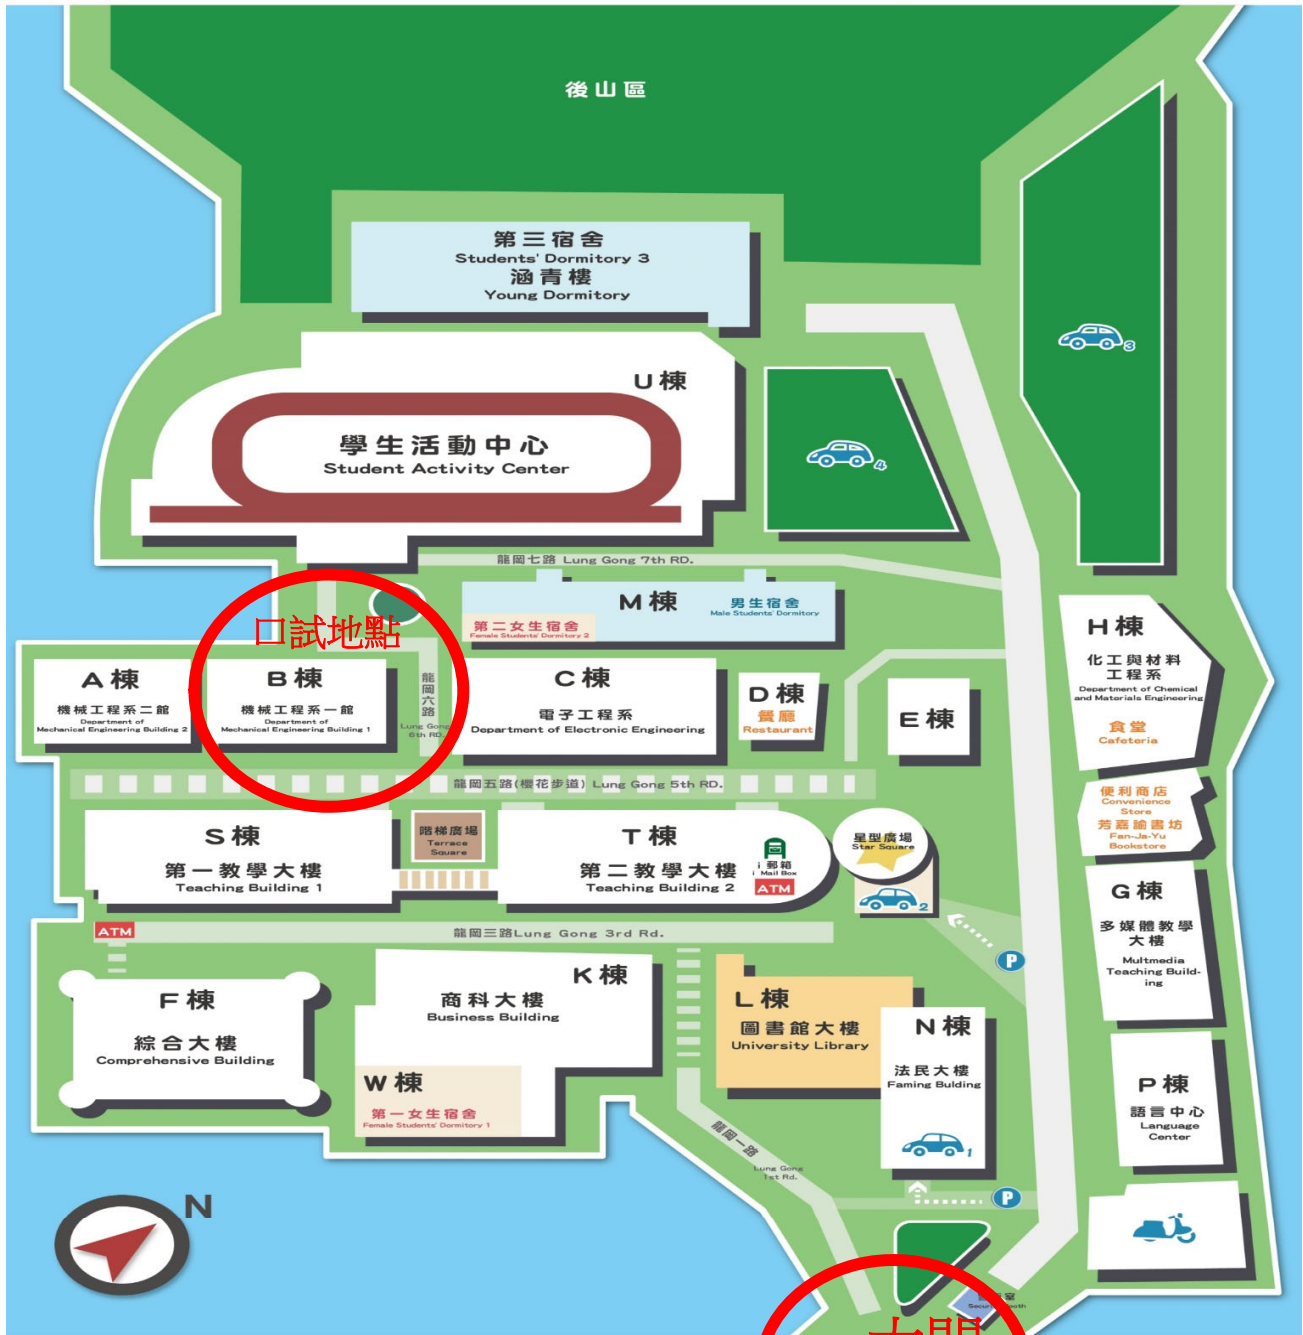 後山區
第三宿舍
Students' Dormitory 3
涵青樓
Young Dormitory
3
U棟
學生活動中心
Student Activity Center
4
龍岡七路 Lung Gong 7th RD.
口試地點
M棟
男生宿舍
Male Students' Dormitory
第二女生宿舍
Female Students' Dormitory 2
H棟
化工與材料
工程系
Department of Chemical
and Materials Engineering
食堂
Cafeteria
A棟
機械工程系二館
Department of
Mechanical Engineering Building 2
B棟
機械工程系一館
Department of
Mechanical Engineering Building 1
龍岡六路
Lung Gong
6th RD.
C棟
電子工程系
Department of Electronic Engineering
D棟
餐廳
Restaurant
E棟
龍岡五路(櫻花步道) Lung Gong 5th RD.
便利商店
Convenience
Store
芳嘉諭書坊
Fan-Ja-Yu
Bookstore
S棟
第一教學大樓
Teaching Building 1
階梯廣場
Terrace
Square
T棟
第二教學大樓
Teaching Building 2
i郵箱
i Mail Box
ATM
星型廣場
Star Square
2
G棟
多媒體教學
大樓
Multmedia
Teaching Build-
ing
ATM
龍岡三路Lung Gong 3rd Rd.
P
F棟
綜合大樓
Comprehensive Building
K棟
商科大樓
Business Building
W棟
第一女生宿舍
Female Students' Dormitory 1
L棟
圖書館大樓
University Library
N棟
法民大樓
Faming Bulding
1
P棟
語言中心
Language
Center
龍岡一路
Lung Gong
1st Rd.
P
N